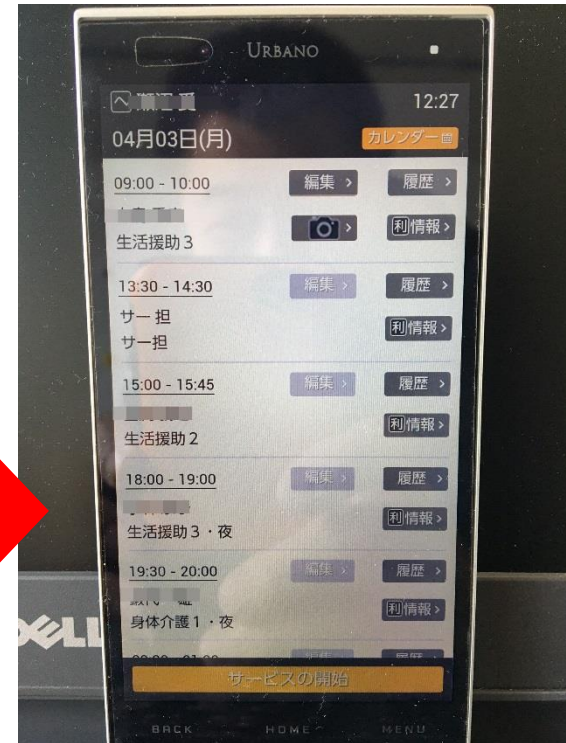 URBANO
12:27
04月03日(月)
カレンダー
09:00 - 10:00 編集 > 履歴 >
利情報 >
生活援助3
13:30 - 14:30 編集 > 履歴 >
サー 担
利情報 >
サー担
15:00 - 15:45 編集 > 履歴 >
利情報 >
生活援助2
18:00 - 19:00 編集 > 履歴 >
利情報 >
生活援助3・夜
19:30 - 20:00 編集 > 履歴 >
利情報 >
身体介護1・夜
サービスの開始
BACK HOME MENU
DELL